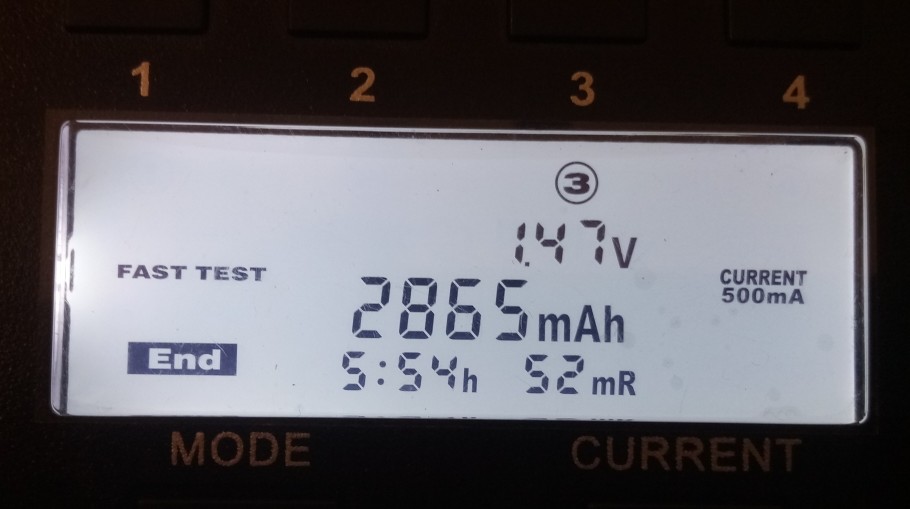 1 2 3 4
3
1.47V
FAST TEST
CURRENT
500mA
2865mAh
End
5:54h 52mR
MODE CURRENT